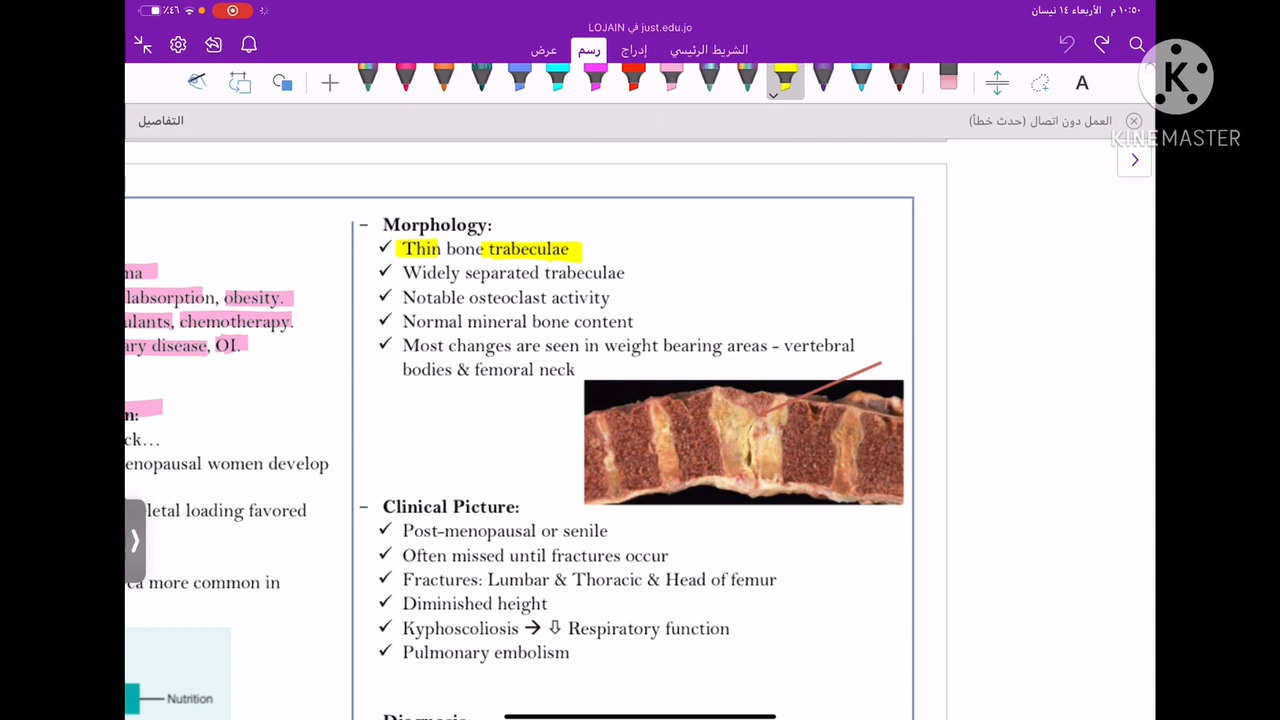 ١٠:٥٠ م الأربعاء ١٤ نيسان
٪٤٦
LOJAIN في just.edu.jo
الشريط الرئيسي إدراج رسم عرض
A
العمل دون اتصال (حدث خطأ)
التفاصيل
K
KINEMASTER
ma
labsorption, obesity.
ulants, chemotherapy.
ary disease, OI.
n:
ck…
enopausal women develop
letal loading favored
ca more common in
Nutrition
– Morphology:
✓ Thin bone trabeculae
✓ Widely separated trabeculae
✓ Notable osteoclast activity
✓ Normal mineral bone content
✓ Most changes are seen in weight bearing areas - vertebral
bodies & femoral neck
– Clinical Picture:
✓ Post-menopausal or senile
✓ Often missed until fractures occur
✓ Fractures: Lumbar & Thoracic & Head of femur
✓ Diminished height
✓ Kyphoscoliosis → ⇩ Respiratory function
✓ Pulmonary embolism